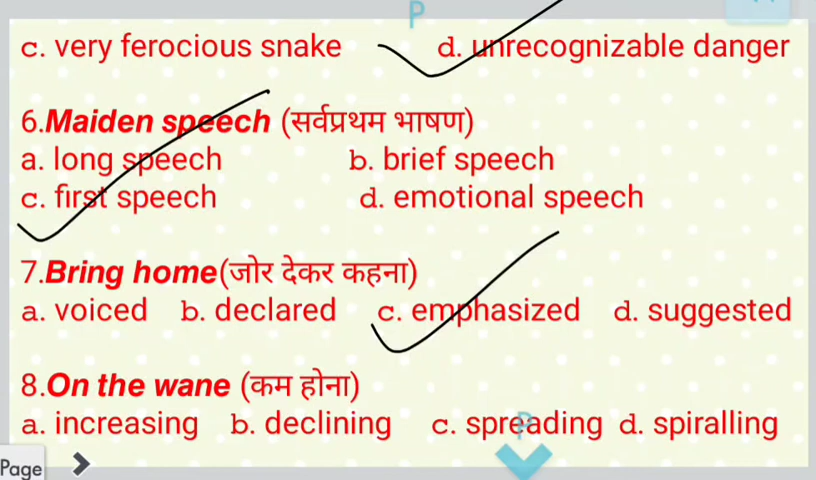 P
c. very ferocious snake d. unrecognizable danger
6.Maiden speech (सर्वप्रथम भाषण)
a. long speech b. brief speech
c. first speech d. emotional speech
7.Bring home(जोर देकर कहना)
a. voiced b. declared c. emphasized d. suggested
8.On the wane (कम होना)
a. increasing b. declining c. spreading d. spiralling
P
Page